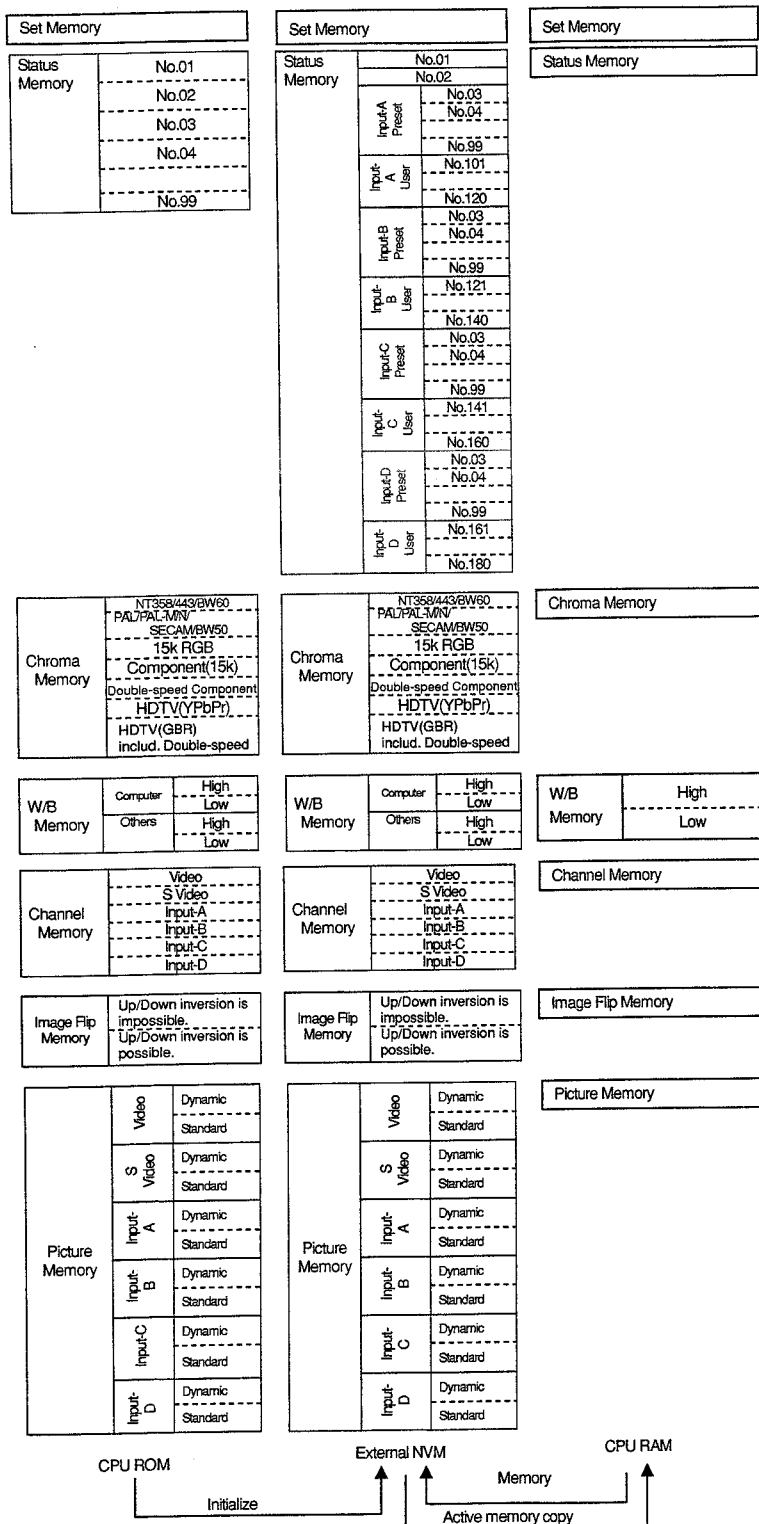 Set Memory
Status Memory
No.01
No.02
No.03
No.04
No.99
Chroma Memory
NT358/443/BW60
PAL/PAL-M/N/
SECAM/BW50
15k RGB
Component(15k)
Double-speed Component
HDTV(YPbPr)
HDTV(GBR)
includ. Double-speed
W/B Memory
Computer
High
Low
Others
High
Low
Channel Memory
Video
S Video
Input-A
Input-B
Input-C
Input-D
Image Flip Memory
Up/Down inversion is
impossible.
Up/Down inversion is
possible.
Picture Memory
Video
Dynamic
Standard
S Video
Dynamic
Standard
Input-A
Dynamic
Standard
Input-B
Dynamic
Standard
Input-C
Dynamic
Standard
Input-D
Dynamic
Standard
CPU ROM
Set Memory
Status Memory
No.01
No.02
Input-A Preset
No.03
No.04
No.99
Input-A User
No.101
No.120
Input-B Preset
No.03
No.04
No.99
Input-B User
No.121
No.140
Input-C Preset
No.03
No.04
No.99
Input-C User
No.141
No.160
Input-D Preset
No.03
No.04
No.99
Input-D User
No.161
No.180
Chroma Memory
NT358/443/BW60
PAL/PAL-M/N/
SECAM/BW50
15k RGB
Component(15k)
Double-speed Component
HDTV(YPbPr)
HDTV(GBR)
includ. Double-speed
W/B Memory
Computer
High
Low
Others
High
Low
Channel Memory
Video
S Video
Input-A
Input-B
Input-C
Input-D
Image Flip Memory
Up/Down inversion is
impossible.
Up/Down inversion is
possible.
Picture Memory
Video
Dynamic
Standard
S Video
Dynamic
Standard
Input-A
Dynamic
Standard
Input-B
Dynamic
Standard
Input-C
Dynamic
Standard
Input-D
Dynamic
Standard
External NVM
Set Memory
Status Memory
Chroma Memory
W/B Memory
High
Low
Channel Memory
Image Flip Memory
Picture Memory
CPU RAM
Initialize
Memory
Active memory copy